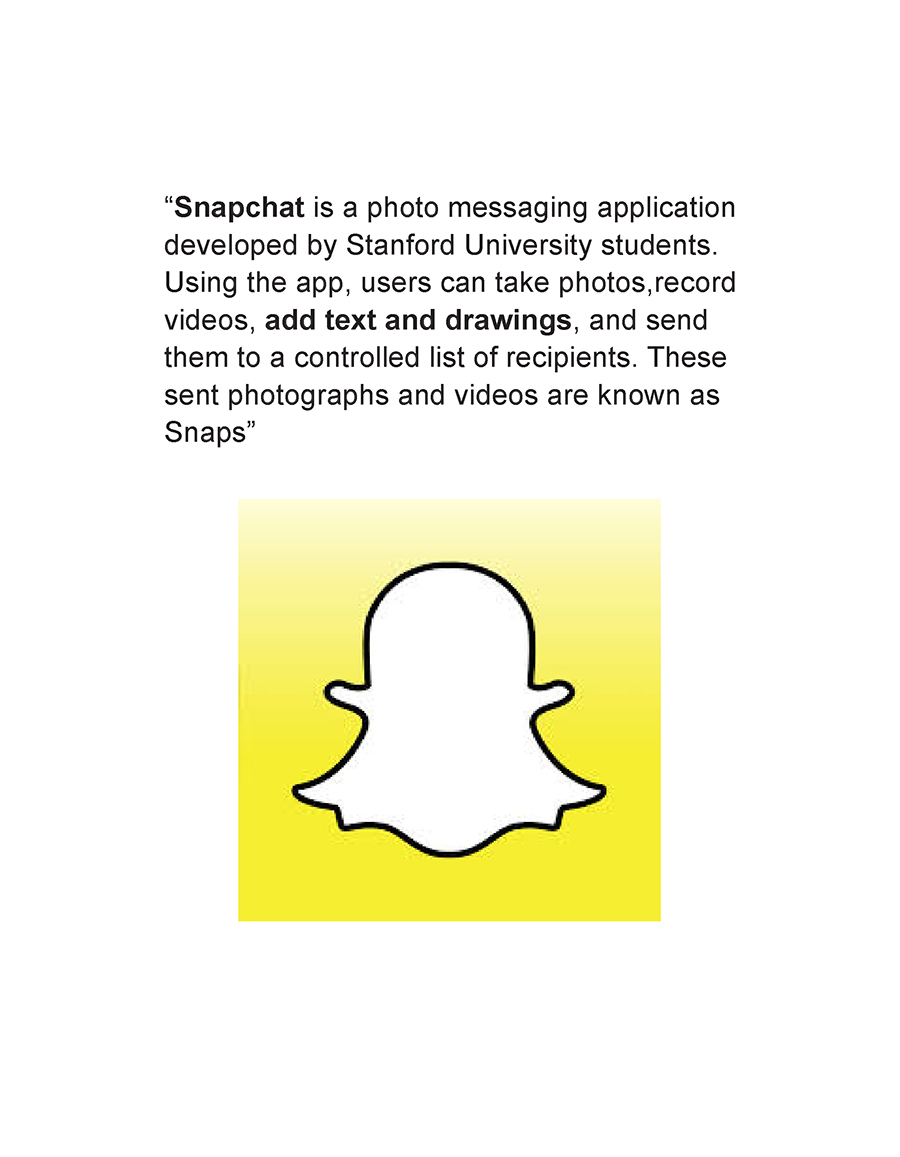 “Snapchat is a photo messaging application
developed by Stanford University students.
Using the app, users can take photos,record
videos, add text and drawings, and send
them to a controlled list of recipients. These
sent photographs and videos are known as
Snaps”